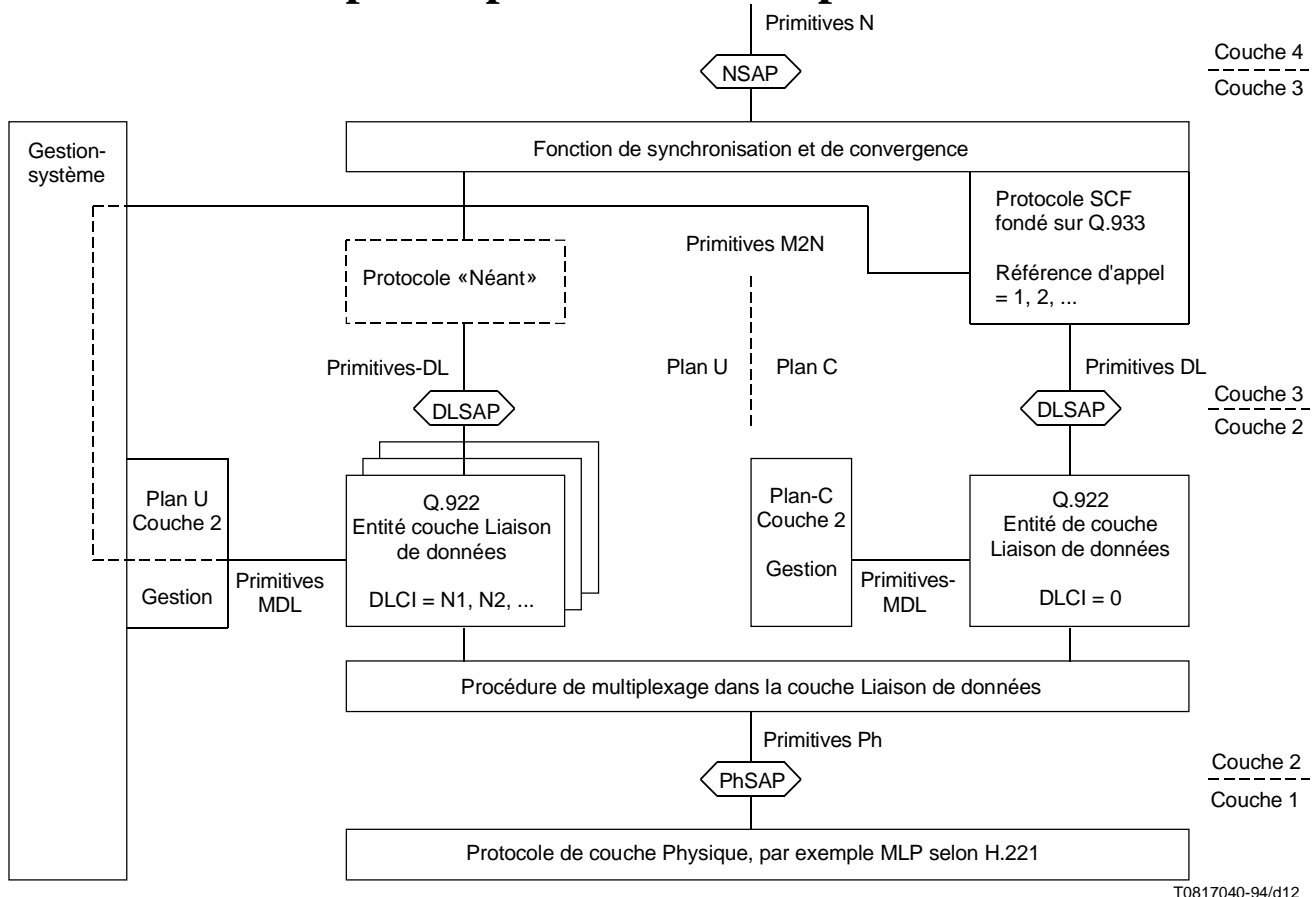 Primitives N
NSAP
Couche 4
Couche 3
Gestion-
système
Fonction de synchronisation et de convergence
Protocole SCF
fondé sur Q.933
Référence d'appel
= 1, 2, ...
Primitives M2N
Protocole «Néant»
Primitives-DL
Plan U
Plan C
Primitives DL
DLSAP
DLSAP
Couche 3
Couche 2
Plan U
Couche 2
Gestion
Primitives
MDL
Q.922
Entité couche Liaison
de données
DLCI = N1, N2, ...
Plan-C
Couche 2
Gestion
Primitives-
MDL
Q.922
Entité de couche
Liaison de données
DLCI = 0
Procédure de multiplexage dans la couche Liaison de données
Primitives Ph
PhSAP
Couche 2
Couche 1
Protocole de couche Physique, par exemple MLP selon H.221
T0817040-94/d12